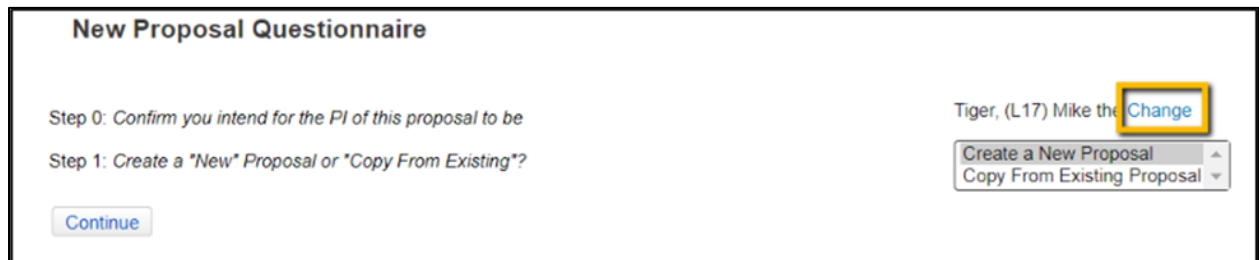 New Proposal Questionnaire
Step 0: Confirm you intend for the PI of this proposal to be
Tiger, (L17) Mike the Change
Step 1: Create a "New" Proposal or "Copy From Existing"?
Create a New Proposal
Copy From Existing Proposal
Continue